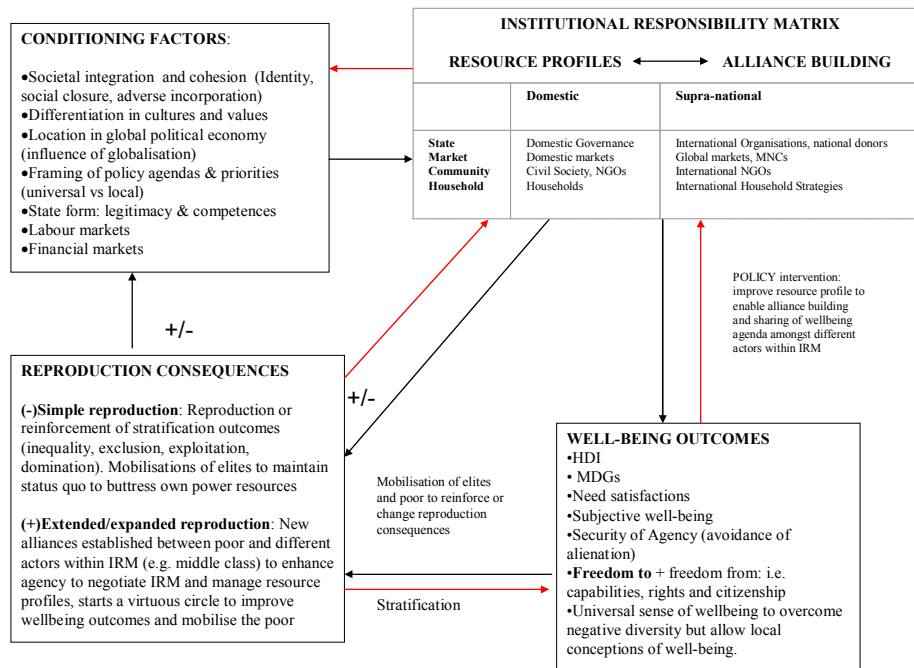 CONDITIONING FACTORS:
•Societal integration and cohesion (Identity,
social closure, adverse incorporation)
•Differentiation in cultures and values
•Location in global political economy
(influence of globalisation)
•Framing of policy agendas & priorities
(universal vs local)
•State form: legitimacy & competences
•Labour markets
•Financial markets
INSTITUTIONAL RESPONSIBILITY MATRIX
RESOURCE PROFILES ALLIANCE BUILDING
Domestic Supra-national
State Domestic Governance International Organisations, national donors
Market Domestic markets Global markets, MNCs
Community Civil Society, NGOs International NGOs
Household Households International Household Strategies
POLICY intervention:
improve resource profile to
enable alliance building
and sharing of wellbeing
agenda amongst different
actors within IRM
+/-
+/-
REPRODUCTION CONSEQUENCES
(-)Simple reproduction: Reproduction or
reinforcement of stratification outcomes
(inequality, exclusion, exploitation,
domination). Mobilisations of elites to maintain
status quo to buttress own power resources
(+)Extended/expanded reproduction: New
alliances established between poor and different
actors within IRM (e.g. middle class) to enhance
agency to negotiate IRM and manage resource
profiles, starts a virtuous circle to improve
wellbeing outcomes and mobilise the poor
Mobilisation of elites
and poor to reinforce or
change reproduction
consequences
Stratification
WELL-BEING OUTCOMES
•HDI
• MDGs
•Need satisfactions
•Subjective well-being
•Security of Agency (avoidance of
alienation)
•Freedom to + freedom from: i.e.
capabilities, rights and citizenship
•Universal sense of wellbeing to overcome
negative diversity but allow local
conceptions of well-being.